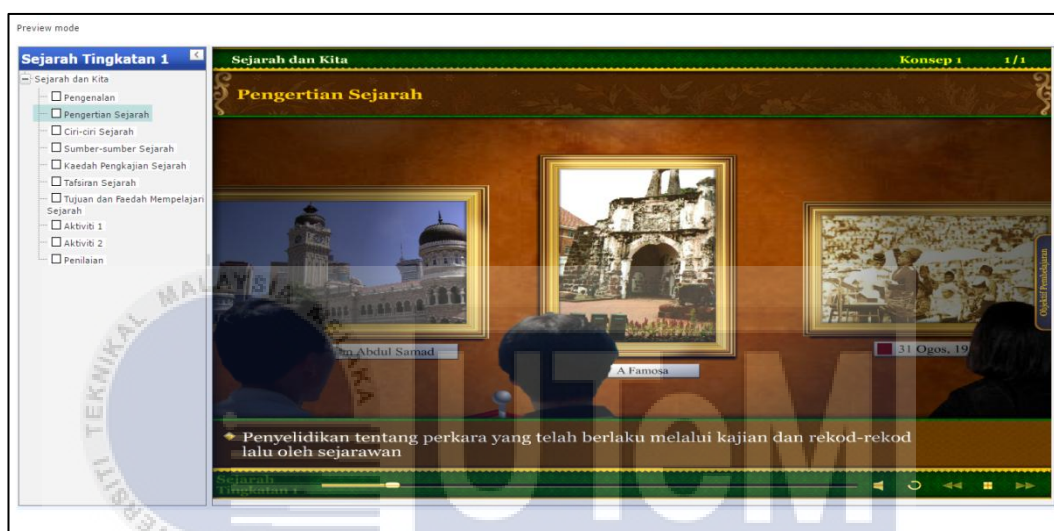 Preview mode
Sejarah Tingkatan 1
Sejarah dan Kita
Pengenalan
Pengertian Sejarah
Ciri-ciri Sejarah
Sumber-sumber Sejarah
Kaedah Pengkajian Sejarah
Tafsiran Sejarah
Tujuan dan Faedah Mempelajari
Sejarah
Aktiviti 1
Aktiviti 2
Penilaian
Sejarah dan Kita
Konsep 1
1/1
Pengertian Sejarah
Abdul Samad
A Famosa
31 Ogos, 19
Objektif Pembelajaran
Penyelidikan tentang perkara yang telah berlaku melalui kajian dan rekod-rekod
lalu oleh sejarawan
Sejarah
Tingkatan 1
UTeM
TEKNIKAL
MALAYSIA